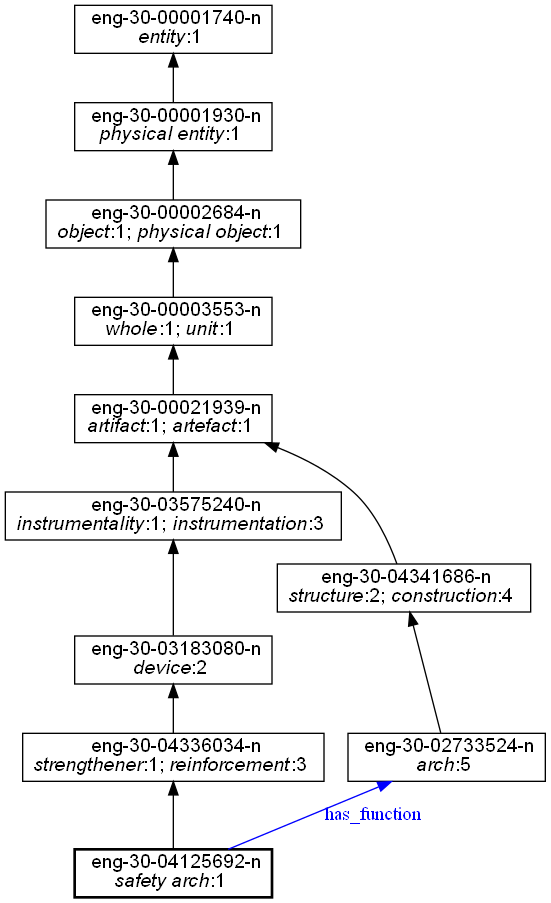 eng-30-00001740-n
entity:1
eng-30-00001930-n
physical entity:1
eng-30-00002684-n
object:1; physical object:1
eng-30-00003553-n
whole:1; unit:1
eng-30-00021939-n
artifact:1; artefact:1
eng-30-03575240-n
instrumentality:1; instrumentation:3
eng-30-04341686-n
structure:2; construction:4
eng-30-03183080-n
device:2
eng-30-04336034-n
strengthener:1; reinforcement:3
eng-30-02733524-n
arch:5
has_function
eng-30-04125692-n
safety arch:1